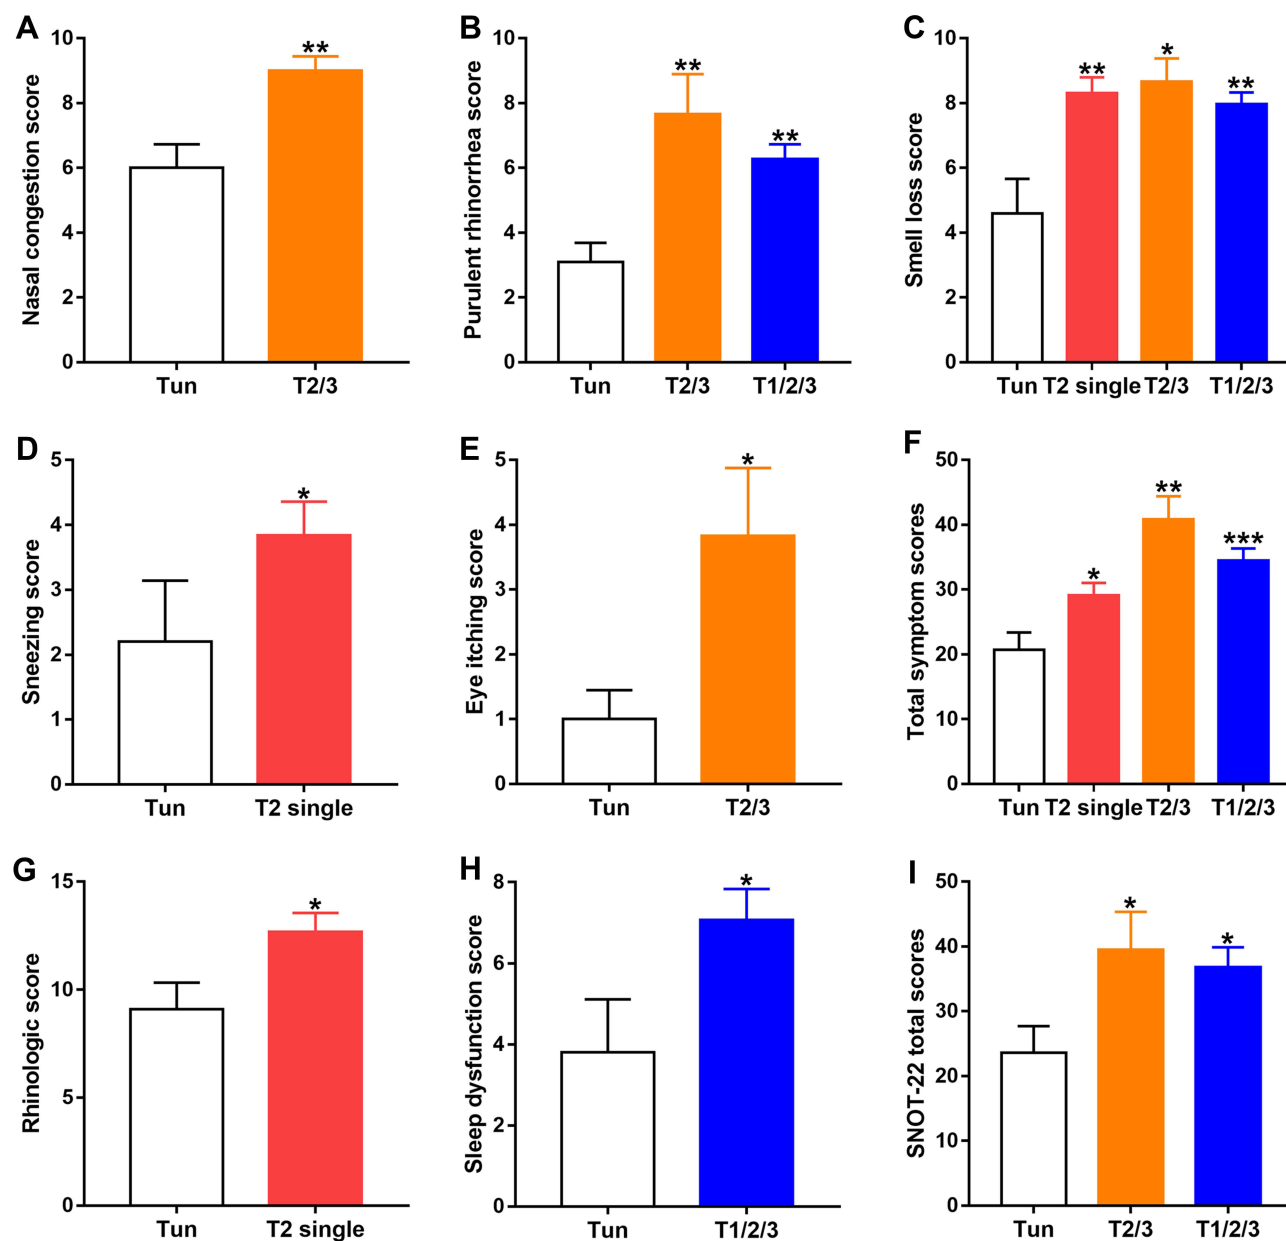 A
Nasal congestion score
10
8
6
4
2
0
**
Tun
T2/3
B
Purulent rhinorrhea score
10
8
6
4
2
0
**
**
Tun
T2/3
T1/2/3
C
Smell loss score
10
8
6
4
2
0
**
*
**
Tun
T2 single
T2/3
T1/2/3
D
Sneezing score
5
4
3
2
1
0
*
Tun
T2 single
E
Eye itching score
5
4
3
2
1
0
*
Tun
T2/3
F
Total symptom scores
50
40
30
20
10
0
*
**
***
Tun
T2 single
T2/3
T1/2/3
G
Rhinologic score
15
10
5
0
*
Tun
T2 single
H
Sleep dysfunction score
8
6
4
2
0
*
Tun
T1/2/3
I
SNOT-22 total scores
50
40
30
20
10
0
*
*
Tun
T2/3
T1/2/3